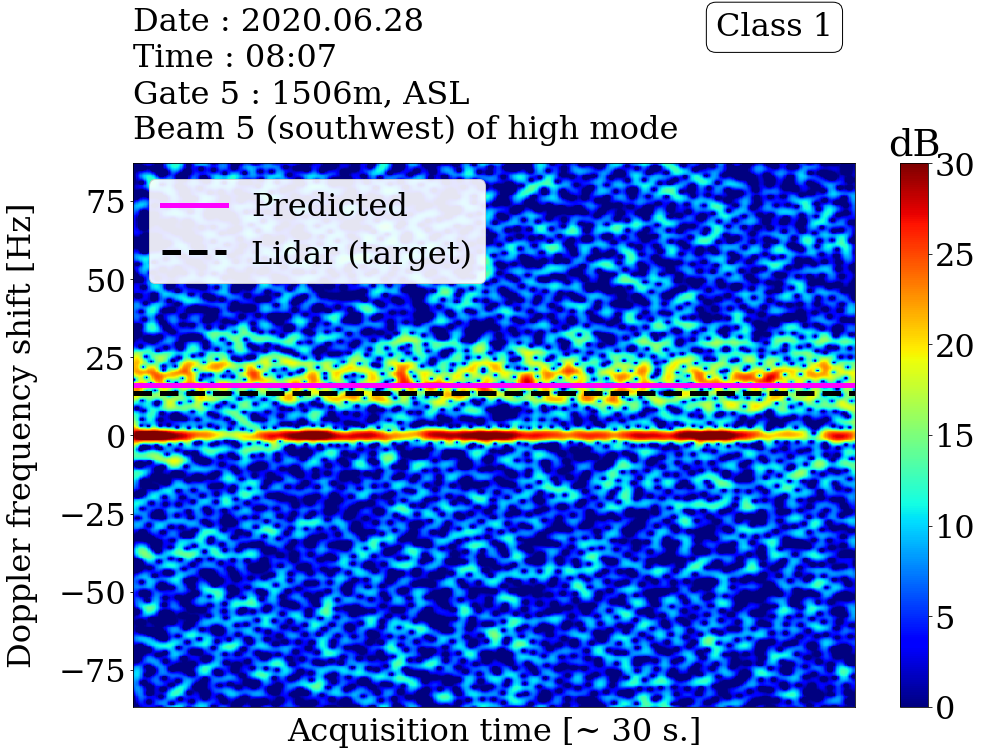 Date : 2020.06.28
Time : 08:07
Gate 5 : 1506m, ASL
Beam 5 (southwest) of high mode
Class 1
dB
Predicted
Lidar (target)
Doppler frequency shift [Hz]
75
50
25
0
−25
−50
−75
Acquisition time [~ 30 s.]
30
25
20
15
10
5
0